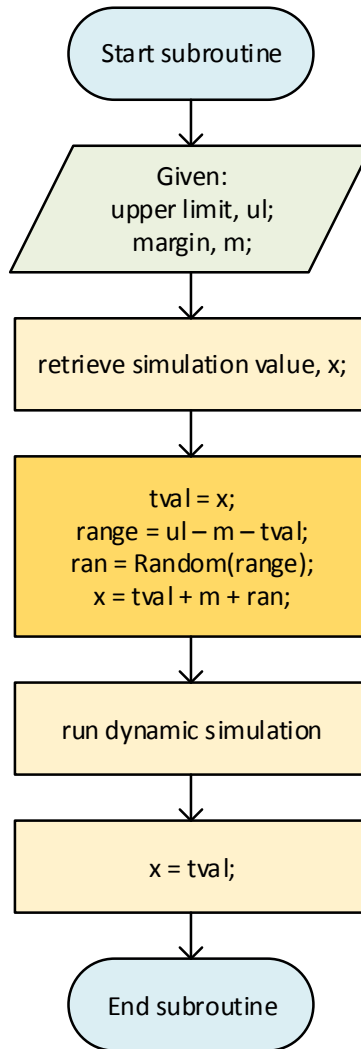 Start subroutine
Given:
upper limit, ul;
margin, m;
retrieve simulation value, x;
tval = x;
range = ul – m – tval;
ran = Random(range);
x = tval + m + ran;
run dynamic simulation
x = tval;
End subroutine